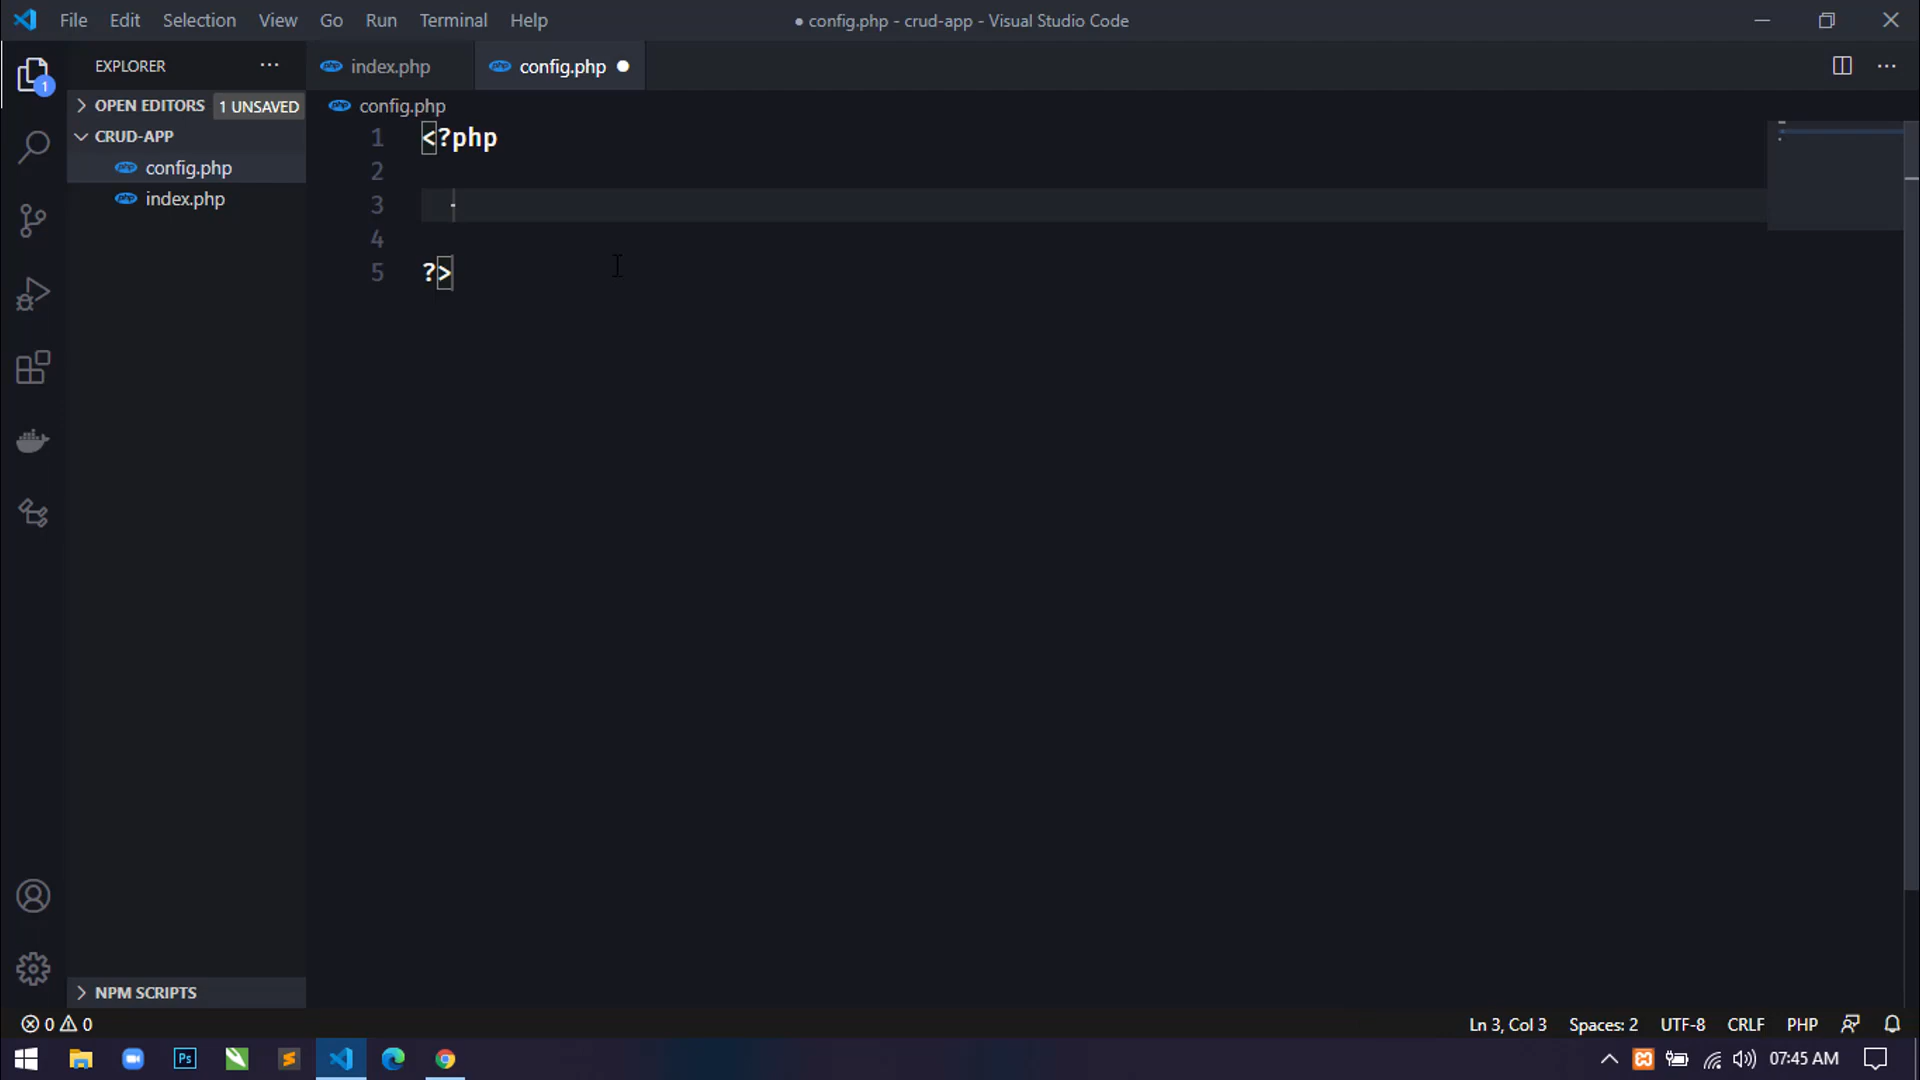 File Edit Selection View Go Run Terminal Help
● config.php - crud-app - Visual Studio Code
EXPLORER
index.php
config.php
1
OPEN EDITORS
1 UNSAVED
config.php
CRUD-APP
config.php
index.php
1 <?php
2
3
4
5 ?>
NPM SCRIPTS
0 0
Ln 3, Col 3
Spaces: 2
UTF-8
CRLF
PHP
Ps
07:45 AM